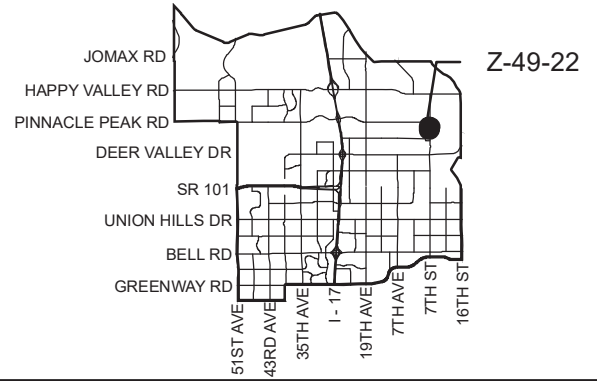 JOMAX RD
Z-49-22
HAPPY VALLEY RD
PINNACLE PEAK RD
DEER VALLEY DR
SR 101
UNION HILLS DR
BELL RD
GREENWAY RD
51ST AVE
43RD AVE
35TH AVE
I - 17
19TH AVE
7TH AVE
7TH ST
16TH ST